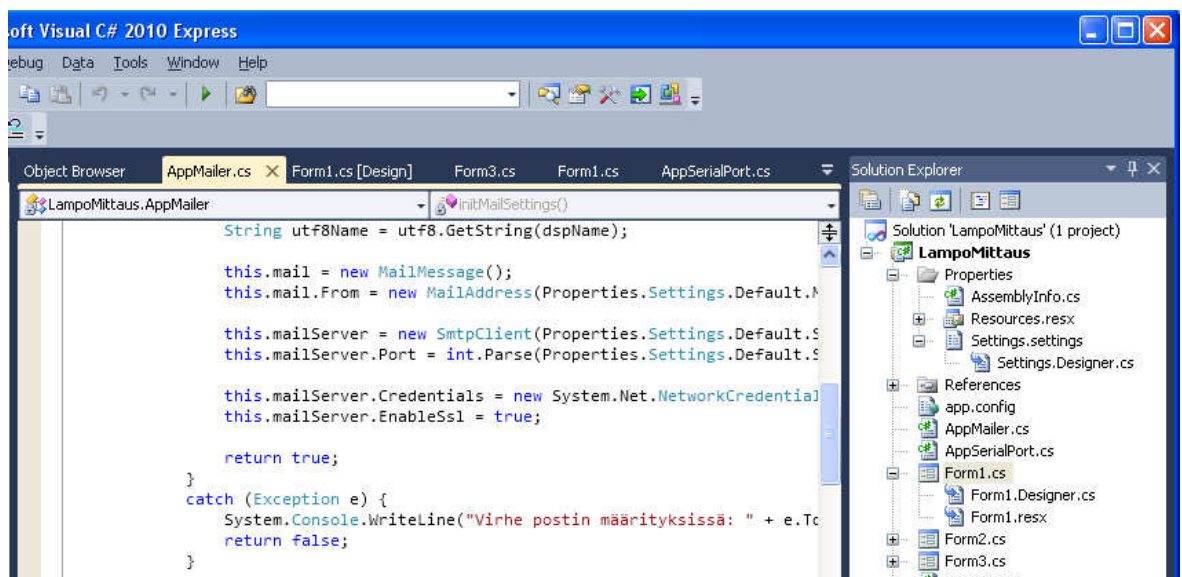 soft Visual C# 2010 Express
Debug Data Tools Window Help
Object Browser AppMailer.cs Form1.cs [Design] Form3.cs Form1.cs AppSerialPort.cs Solution Explorer
LampoMittaus.AppMailer initMailSettings()
String utf8Name = utf8.GetString(dspName);
this.mail = new MailMessage();
this.mail.From = new MailAddress(Properties.Settings.Default.M
this.mailServer = new SmtpClient(Properties.Settings.Default.S
this.mailServer.Port = int.Parse(Properties.Settings.Default.S
this.mailServer.Credentials = new System.Net.NetworkCredential
this.mailServer.EnableSsl = true;
return true;
}
catch (Exception e) {
System.Console.WriteLine("Virhe postin määrityksissä: " + e.To
return false;
}
Solution 'LampoMittaus' (1 project)
LampoMittaus
Properties
AssemblyInfo.cs
Resources.resx
Settings.settings
Settings.Designer.cs
References
app.config
AppMailer.cs
AppSerialPort.cs
Form1.cs
Form1.Designer.cs
Form1.resx
Form2.cs
Form3.cs